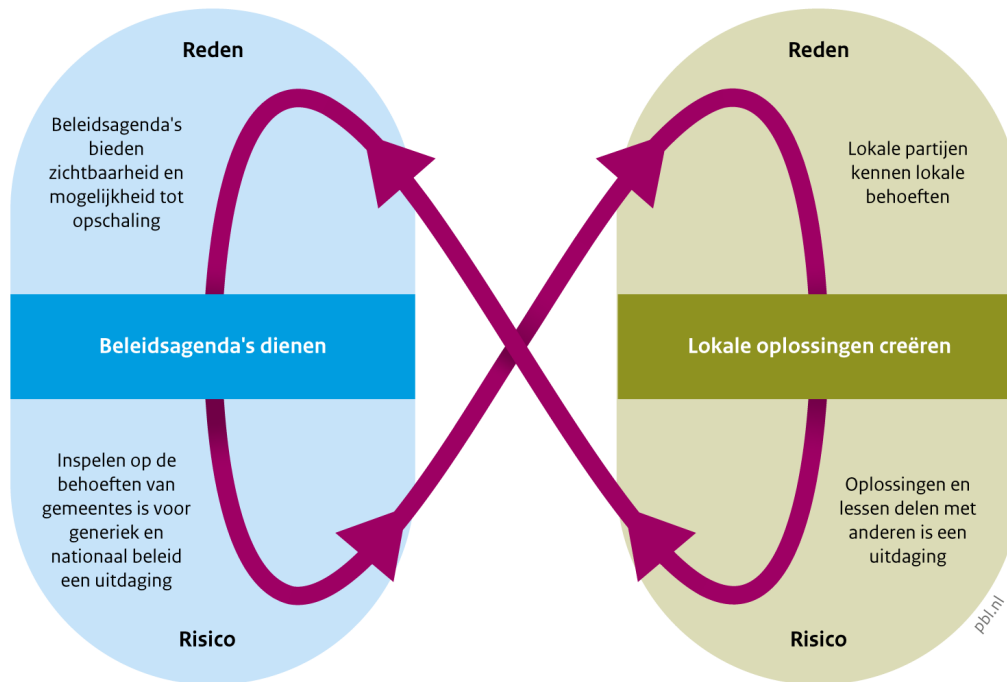 Reden
Beleidsagenda's
bieden
zichtbaarheid en
mogelijkheid tot
opschaling
Beleidsagenda's dienen
Inspelen op de
behoeften van
gemeentes is voor
generiek en
nationaal beleid
een uitdaging
Risico
Reden
Lokale partijen
kennen lokale
behoeften
Lokale oplossingen creëren
Oplossingen en
lessen delen met
anderen is een
uitdaging
Risico
pbl.nl